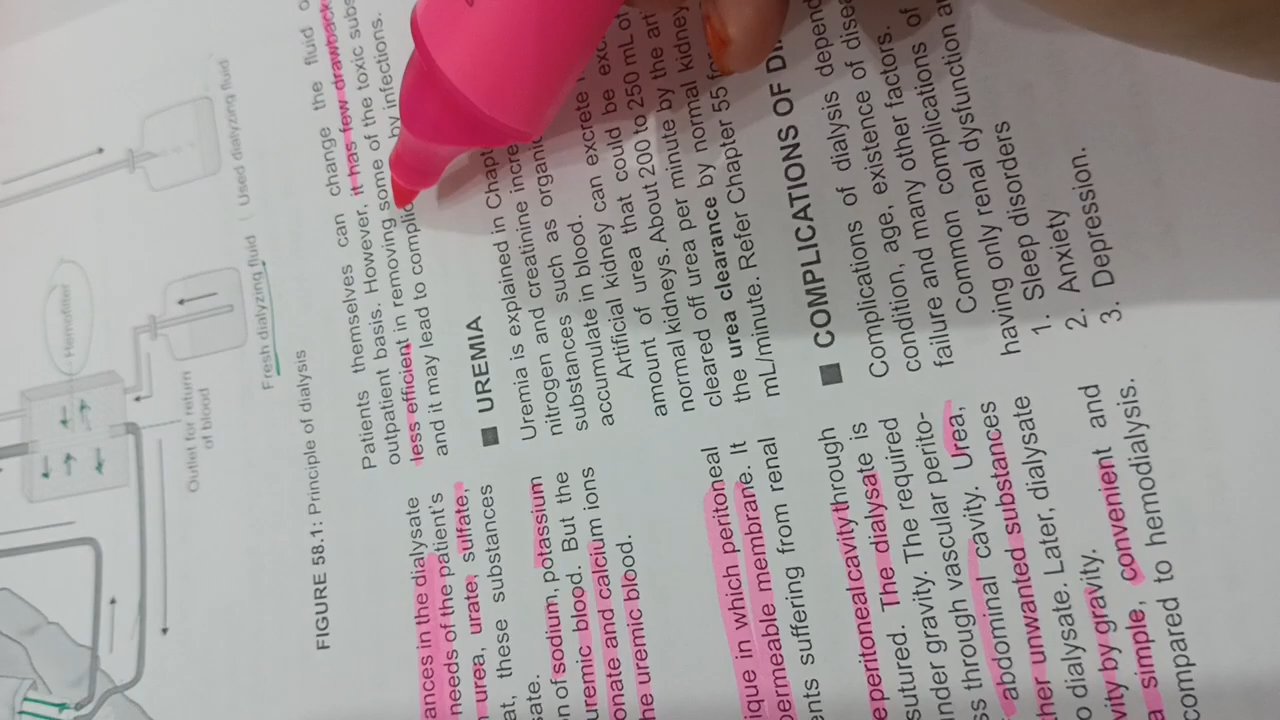 Hemofilter
Outlet for return
of blood
Fresh dialyzing fluid
Used dialyzing fluid
FIGURE 58.1: Principle of dialysis
ances in the dialysate
needs of the patient's
urea, urate, sulfate,
at, these substances
sate.
on of sodium, potassium
uremic blood. But the
onate and calcium ions
he uremic blood.
ique in which peritoneal
permeable membrane. It
ents suffering from renal
e peritoneal cavity through
sutured. The dialysate is
nder gravity. The required
ss through vascular perito-
abdominal cavity. Urea,
ther unwanted substances
o dialysate. Later, dialysate
vity by gravity.
a simple, convenient and
compared to hemodialysis.
Patients themselves can change the fluid
outpatient basis. However, it has few drawback
less efficient in removing some of the toxic subs
and it may lead to complic by infections.
■ UREMIA
Uremia is explained in Chapt
nitrogen and creatinine incre
substances such as organic
accumulate in blood.
Artificial kidney can excrete
amount of urea that could be exc
normal kidneys. About 200 to 250 mL of
cleared off urea per minute by the art
the urea clearance by normal kidney
mL/minute. Refer Chapter 55 for
■ COMPLICATIONS OF DI
Complications of dialysis depend
condition, age, existence of disea
failure and many other factors.
Common complications of
having only renal dysfunction ar
1. Sleep disorders
2. Anxiety
3. Depression.